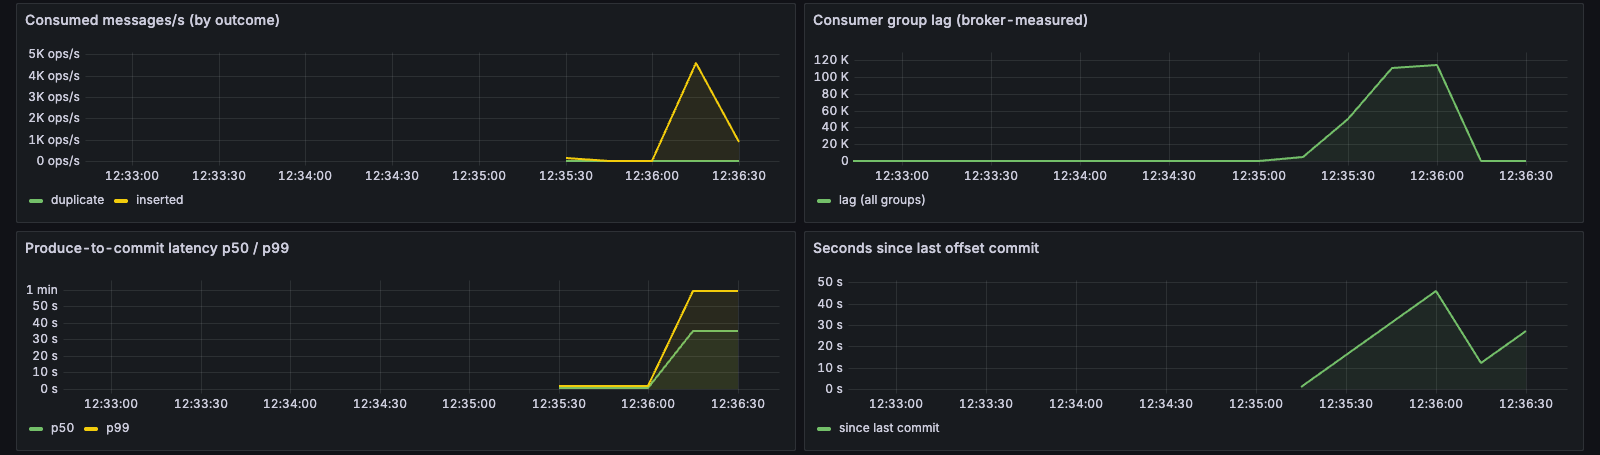 Consumed messages/s (by outcome)
5K ops/s
4K ops/s
3K ops/s
2K ops/s
1K ops/s
0 ops/s
12:33:00 12:33:30 12:34:00 12:34:30 12:35:00 12:35:30 12:36:00 12:36:30
duplicate inserted
Consumer group lag (broker-measured)
120 K
100 K
80 K
60 K
40 K
20 K
0
12:33:00 12:33:30 12:34:00 12:34:30 12:35:00 12:35:30 12:36:00 12:36:30
lag (all groups)
Produce-to-commit latency p50 / p99
1 min
50 s
40 s
30 s
20 s
10 s
0 s
12:33:00 12:33:30 12:34:00 12:34:30 12:35:00 12:35:30 12:36:00 12:36:30
p50 p99
Seconds since last offset commit
50 s
40 s
30 s
20 s
10 s
0 s
12:33:00 12:33:30 12:34:00 12:34:30 12:35:00 12:35:30 12:36:00 12:36:30
since last commit